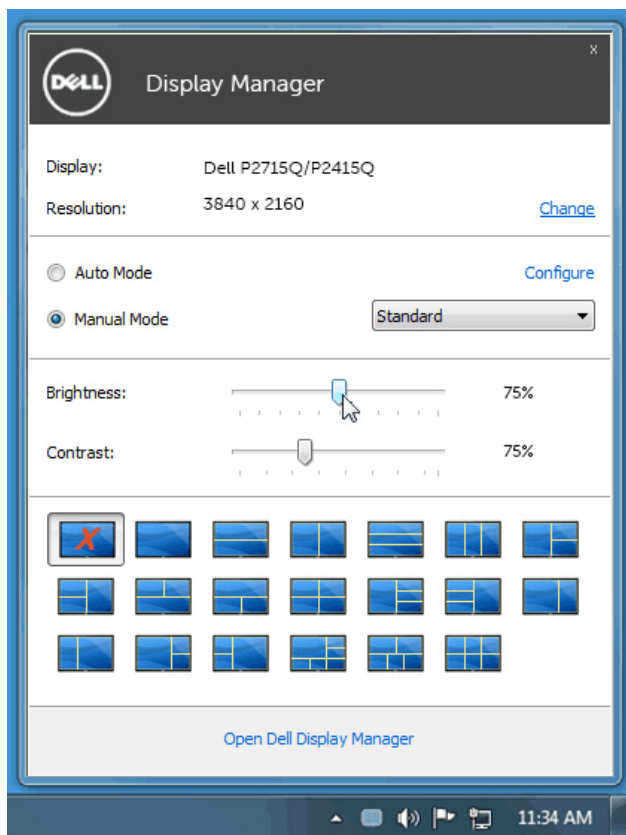 DELL
Display Manager
x
Display: Dell P2715Q/P2415Q
Resolution: 3840 x 2160 Change
Auto Mode Configure
Manual Mode Standard
Brightness: 75%
Contrast: 75%
X
Open Dell Display Manager
11:34 AM